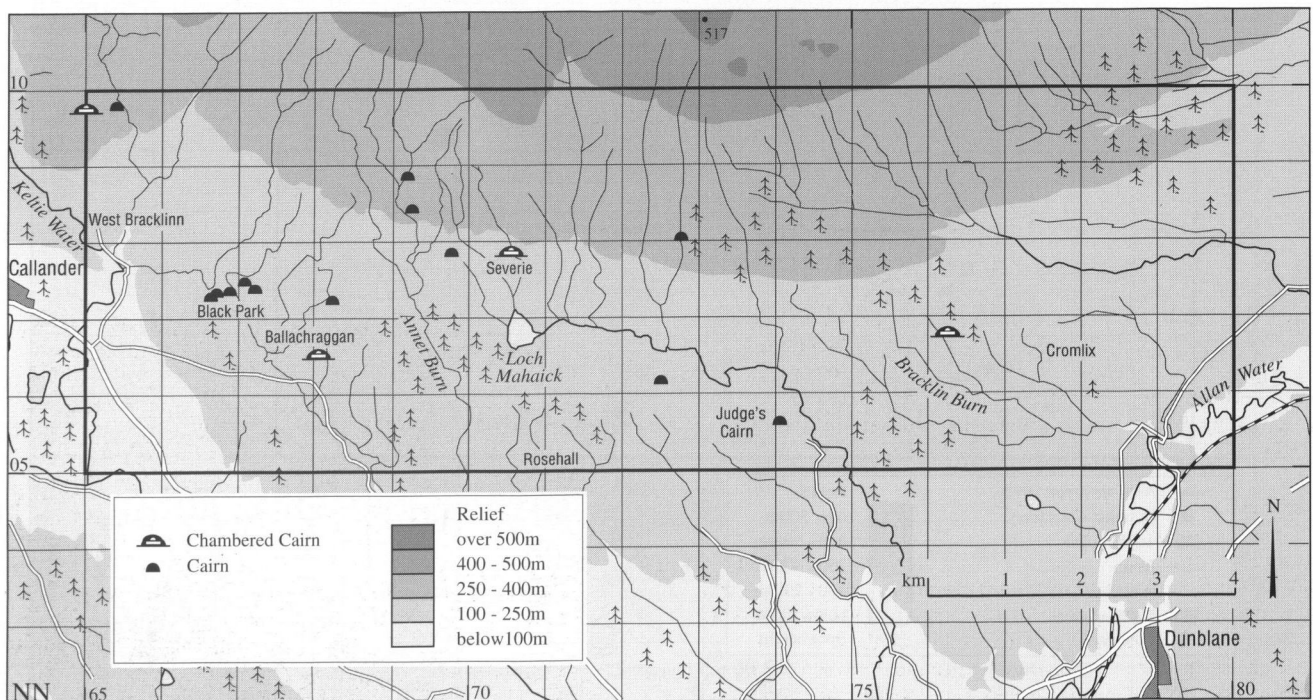 517
10
Keltie Water
West Bracklinn
Callander
Severie
Black Park
Ballachraggan
Annet Burn
Loch
Mahaick
Cromlix
Bracklin Burn
Allan Water
Judge's
Cairn
Rosehall
05
Chambered Cairn
Cairn
Relief
over 500m
400 - 500m
250 - 400m
100 - 250m
below100m
N
km 1 2 3 4
Dunblane
NN 65 70 75 80